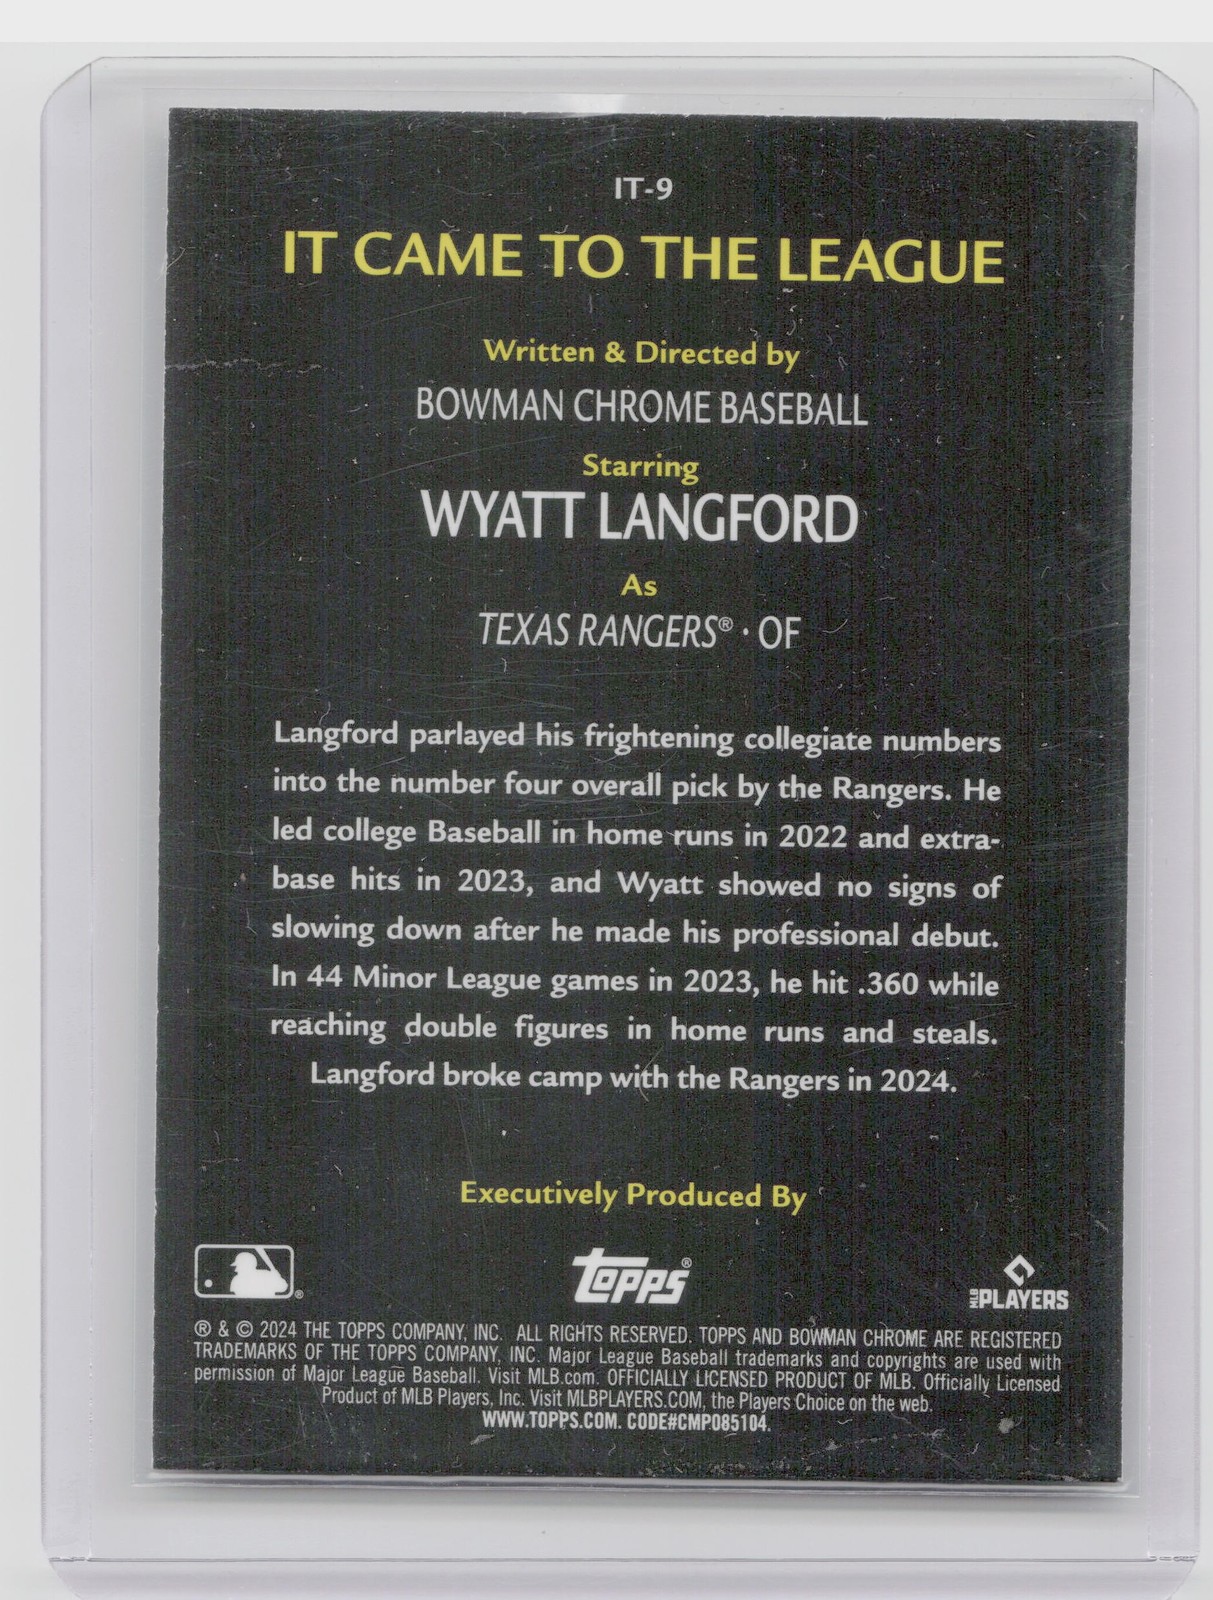 IT-9
IT CAME TO THE LEAGUE
Written & Directed by
BOWMAN CHROME BASEBALL
Starring
WYATT LANGFORD
As
TEXAS RANGERS® · OF
Langford parlayed his frightening collegiate numbers
into the number four overall pick by the Rangers. He
led college Baseball in home runs in 2022 and extra-
base hits in 2023, and Wyatt showed no signs of
slowing down after he made his professional debut.
In 44 Minor League games in 2023, he hit .360 while
reaching double figures in home runs and steals.
Langford broke camp with the Rangers in 2024.
Executively Produced By
®
Topps®
MLB PLAYERS
® & © 2024 THE TOPPS COMPANY, INC. ALL RIGHTS RESERVED. TOPPS AND BOWMAN CHROME ARE REGISTERED
TRADEMARKS OF THE TOPPS COMPANY, INC. Major League Baseball trademarks and copyrights are used with
permission of Major League Baseball. Visit MLB.com. OFFICIALLY LICENSED PRODUCT OF MLB. Officially Licensed
Product of MLB Players, Inc. Visit MLBPLAYERS.COM, the Players Choice on the web.
WWW.TOPPS.COM. CODE#CMP085104.